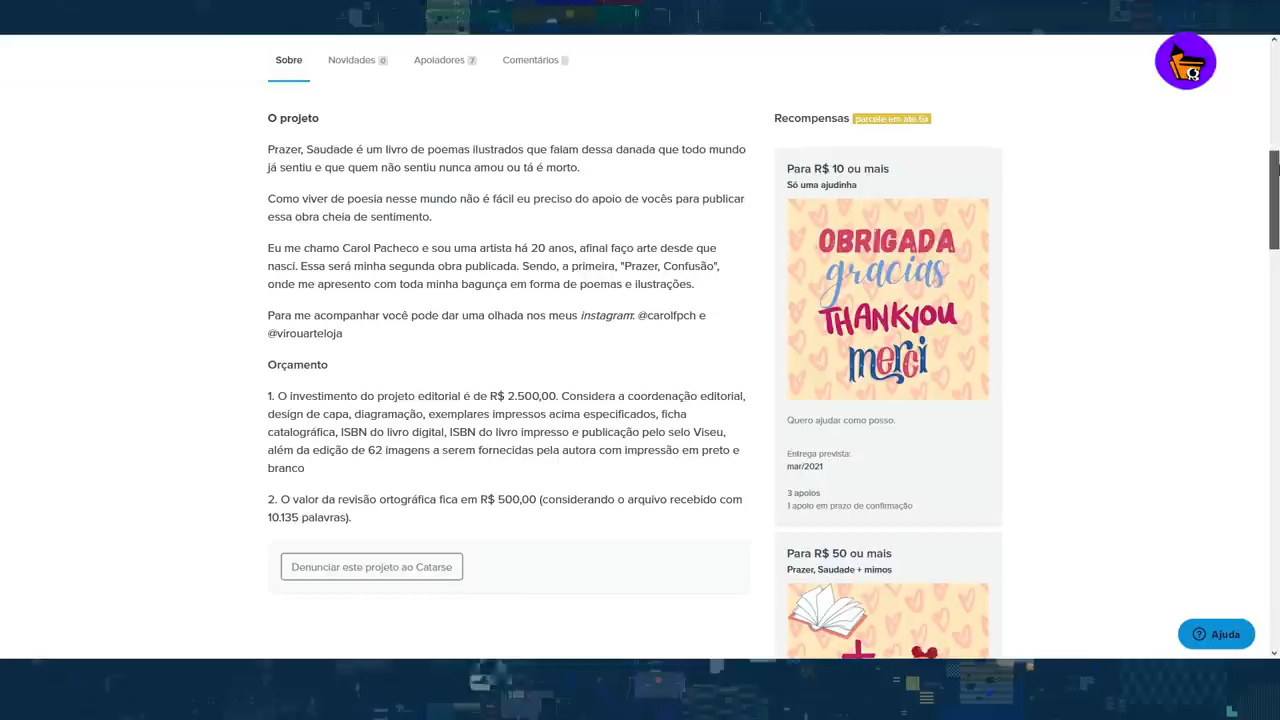 Sobre
Novidades 0
Apoiadores 7
Comentários
O projeto
Prazer, Saudade é um livro de poemas ilustrados que falam dessa danada que todo mundo
já sentiu e que quem não sentiu nunca amou ou tá é morto.
Como viver de poesia nesse mundo não é fácil eu preciso do apoio de vocês para publicar
essa obra cheia de sentimento.
Eu me chamo Carol Pacheco e sou uma artista há 20 anos, afinal faço arte desde que
nasci. Essa será minha segunda obra publicada. Sendo, a primeira, "Prazer, Confusão",
onde me apresento com toda minha bagunça em forma de poemas e ilustrações.
Para me acompanhar você pode dar uma olhada nos meus instagram: @carolfpch e
@virouarteloja
Orçamento
1. O investimento do projeto editorial é de R$ 2.500,00. Considera a coordenação editorial,
design de capa, diagramação, exemplares impressos acima especificados, ficha
catalográfica, ISBN do livro digital, ISBN do livro impresso e publicação pelo selo Viseu,
além da edição de 62 imagens a serem fornecidas pela autora com impressão em preto e
branco
2. O valor da revisão ortográfica fica em R$ 500,00 (considerando o arquivo recebido com
10.135 palavras).
Denunciar este projeto ao Catarse
Recompensas parcele em até 6x
Para R$ 10 ou mais
Só uma ajudinha
OBRIGADA
gracias
THANKYOU
merci
Quero ajudar como posso.
Entrega prevista:
mar/2021
3 apoios
1 apoio em prazo de confirmação
Para R$ 50 ou mais
Prazer, Saudade + mimos
+
Ajuda